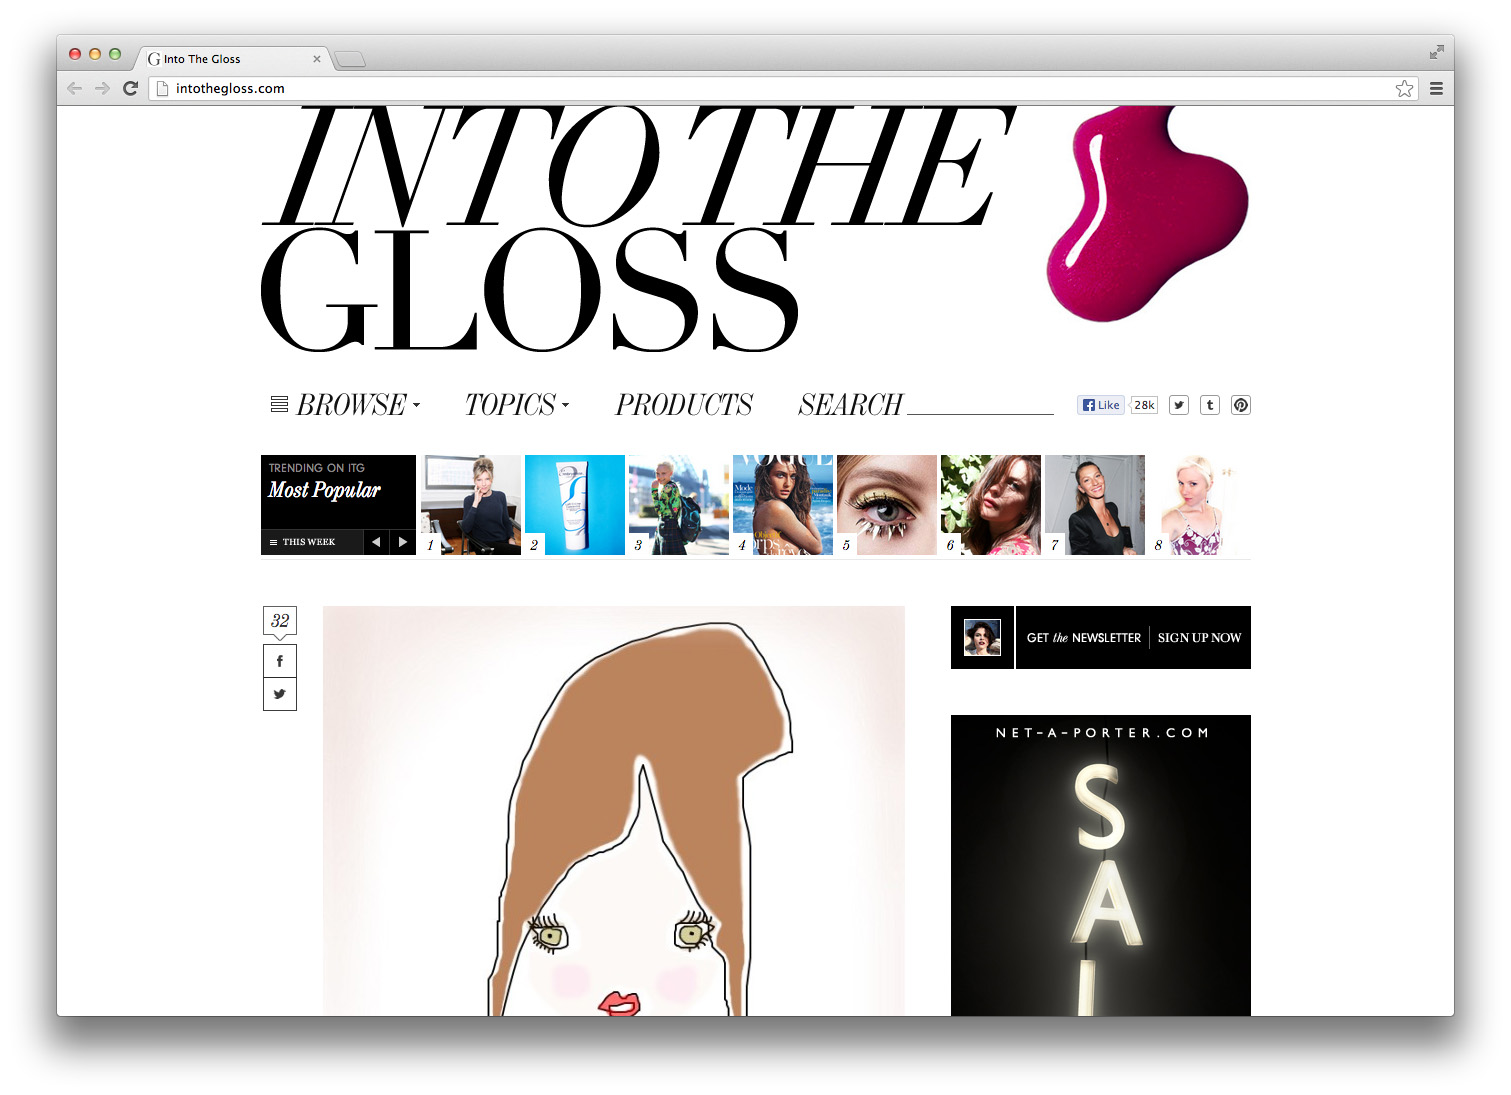 Into The Gloss
intothegloss.com
INTO THE
GLOSS
BROWSE
TOPICS
PRODUCTS
SEARCH
Like
28k
TRENDING ON ITG
Most Popular
THIS WEEK
1
2
3
4
5
6
7
8
VOGUE
Mode
32
GET the NEWSLETTER
SIGN UP NOW
NET-A-PORTER.COM
S
A